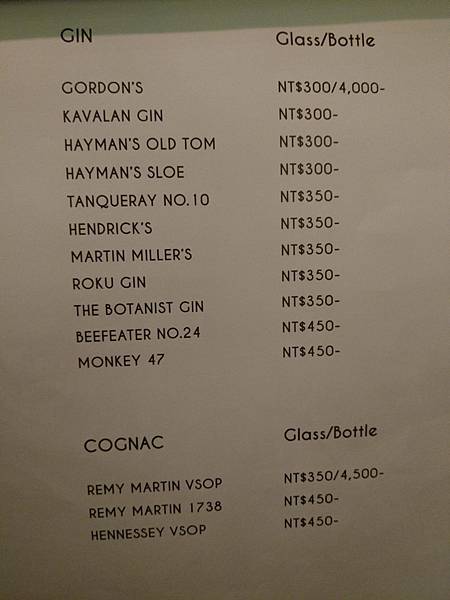 GIN Glass/Bottle
GORDON'S NT$300/4,000-
KAVALAN GIN NT$300-
HAYMAN'S OLD TOM NT$300-
HAYMAN'S SLOE NT$300-
TANQUERAY NO.10 NT$350-
HENDRICK'S NT$350-
MARTIN MILLER'S NT$350-
ROKU GIN NT$350-
THE BOTANIST GIN NT$350-
BEEFEATER NO.24 NT$450-
MONKEY 47 NT$450-
COGNAC Glass/Bottle
REMY MARTIN VSOP NT$350/4,500-
REMY MARTIN 1738 NT$450-
HENNESSEY VSOP NT$450-